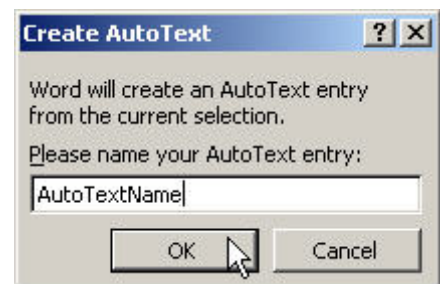 Create AutoText
Word will create an AutoText entry
from the current selection.
Please name your AutoText entry:
AutoTextName
OK Cancel